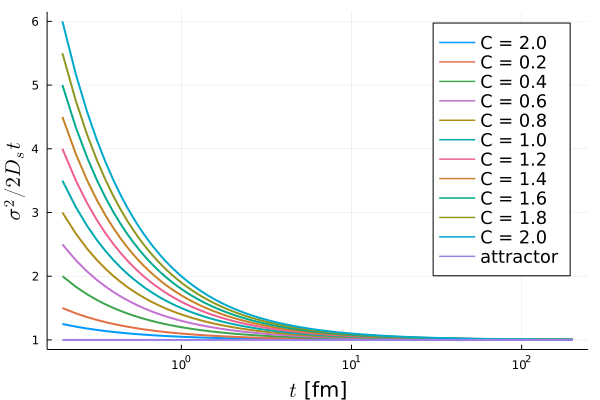 6
5
4
3
2
1
σ²/2Dₛt
10⁰
10¹
10²
t [fm]
C = 2.0
C = 0.2
C = 0.4
C = 0.6
C = 0.8
C = 1.0
C = 1.2
C = 1.4
C = 1.6
C = 1.8
C = 2.0
attractor